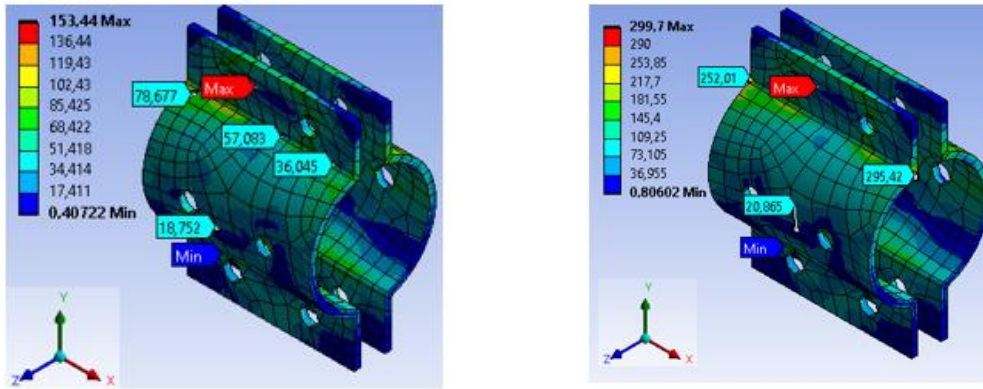 153,44 Max
136,44
119,43
102,43
85,425
68,422
51,418
34,414
17,411
0,40722 Min
78,677
Max
57,083
36,045
18,752
Min
Y
Z
X
299,7 Max
290
253,85
217,7
181,55
145,4
109,25
73,105
36,955
0,80602 Min
252,01
Max
295,42
20,865
Min
Y
Z
X